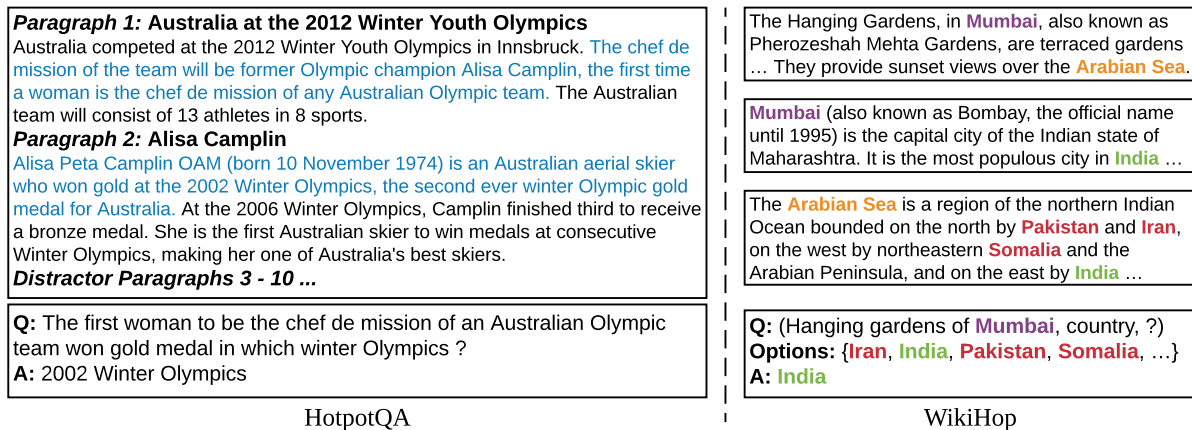 Paragraph 1: Australia at the 2012 Winter Youth Olympics
Australia competed at the 2012 Winter Youth Olympics in Innsbruck. The chef de
mission of the team will be former Olympic champion Alisa Camplin, the first time
a woman is the chef de mission of any Australian Olympic team. The Australian
team will consist of 13 athletes in 8 sports.
Paragraph 2: Alisa Camplin
Alisa Peta Camplin OAM (born 10 November 1974) is an Australian aerial skier
who won gold at the 2002 Winter Olympics, the second ever winter Olympic gold
medal for Australia. At the 2006 Winter Olympics, Camplin finished third to receive
a bronze medal. She is the first Australian skier to win medals at consecutive
Winter Olympics, making her one of Australia's best skiers.
Distractor Paragraphs 3 - 10 ...
Q: The first woman to be the chef de mission of an Australian Olympic
team won gold medal in which winter Olympics ?
A: 2002 Winter Olympics
HotpotQA
The Hanging Gardens, in Mumbai, also known as
Pherozeshah Mehta Gardens, are terraced gardens
… They provide sunset views over the Arabian Sea.
Mumbai (also known as Bombay, the official name
until 1995) is the capital city of the Indian state of
Maharashtra. It is the most populous city in India …
The Arabian Sea is a region of the northern Indian
Ocean bounded on the north by Pakistan and Iran,
on the west by northeastern Somalia and the
Arabian Peninsula, and on the east by India …
Q: (Hanging gardens of Mumbai, country, ?)
Options: {Iran, India, Pakistan, Somalia, …}
A: India
WikiHop